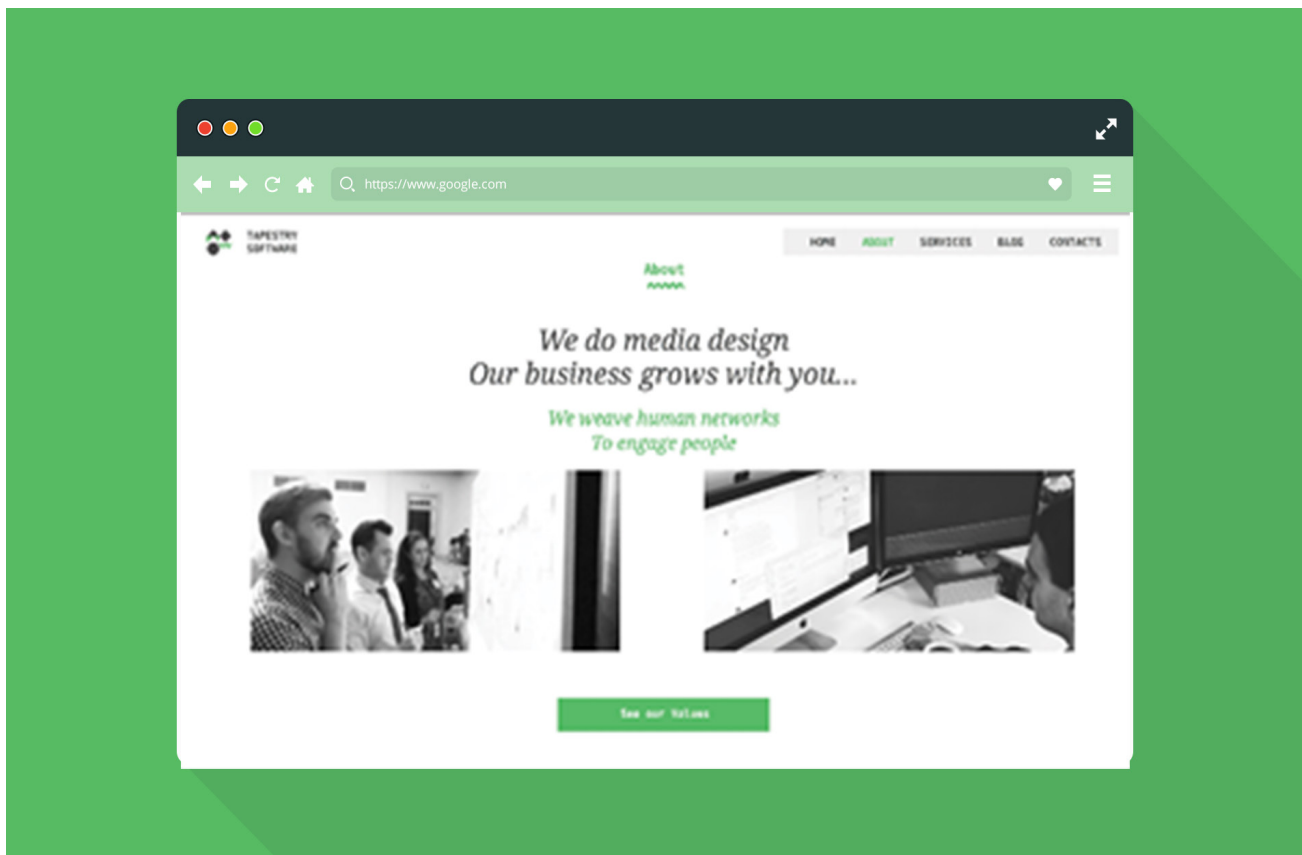 https://www.google.com
TAPESTRY
SOFTWARE
HOME ABOUT SERVICES BLOG CONTACTS
About
We do media design
Our business grows with you...
We weave human networks
To engage people
See our Values